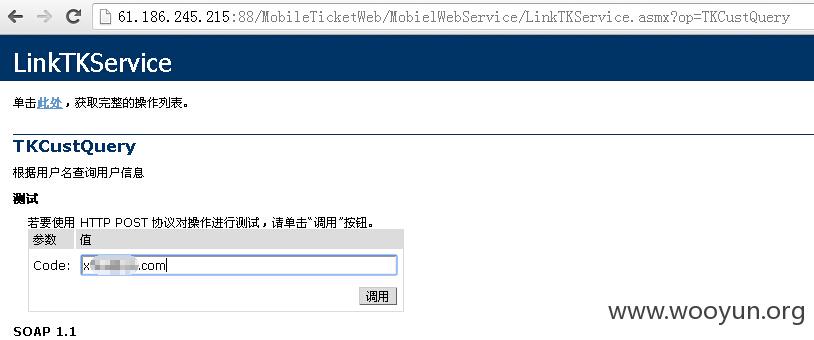 61.186.245.215:88/MobileTicketWeb/MobielWebService/LinkTKService.asmx?op=TKCustQuery
LinkTKService
单击此处，获取完整的操作列表。
TKCustQuery
根据用户名查询用户信息
测试
若要使用 HTTP POST 协议对操作进行测试，请单击“调用”按钮。
参数 值
Code: x .com
调用
www.wooyun.org
SOAP 1.1